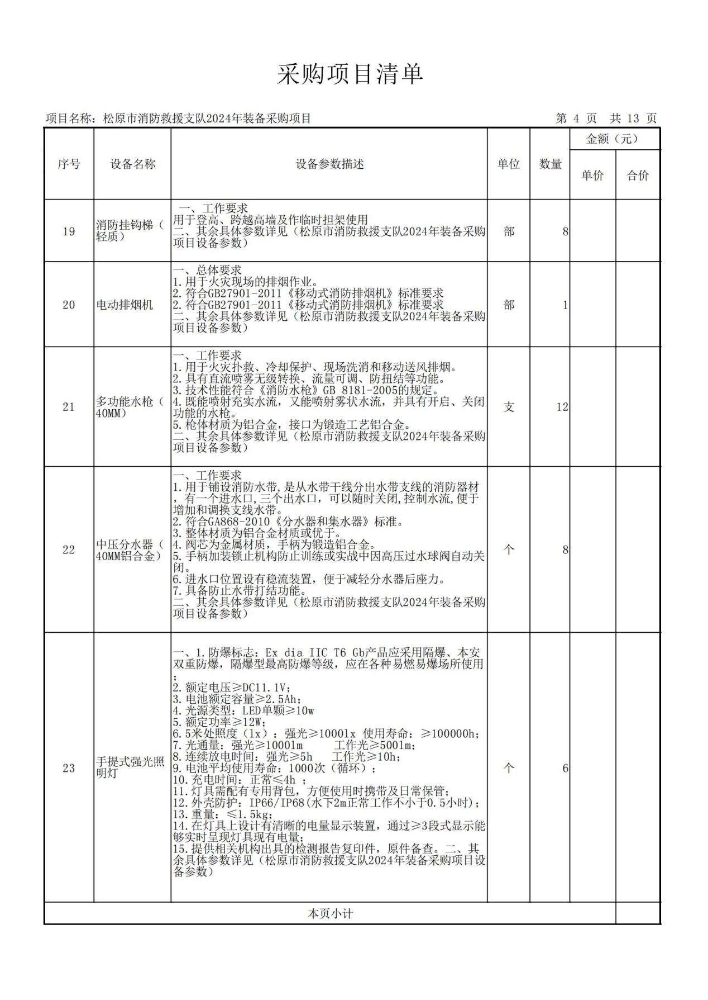 采购项目清单
项目名称：松原市消防救援支队2024年装备采购项目
第 4 页 共 13 页
序号
设备名称
设备参数描述
单位
数量
金额（元）
单价
合价
19
消防挂钩梯（
轻质）
一、工作要求
用于登高、跨越高墙及作临时担架使用
二、其余具体参数详见（松原市消防救援支队2024年装备采购
项目设备参数）
部
8
20
电动排烟机
一、总体要求
1.用于火灾现场的排烟作业。
2.符合GB27901-2011《移动式消防排烟机》标准要求
2.符合GB27901-2011《移动式消防排烟机》标准要求
二、其余具体参数详见（松原市消防救援支队2024年装备采购
项目设备参数）
部
1
21
多功能水枪（
40MM）
一、工作要求
1.用于火灾扑救、冷却保护、现场洗消和移动送风排烟。
2.具有直流喷雾无级转换、流量可调、防扭结等功能。
3.技术性能符合《消防水枪》GB 8181-2005的规定。
4.既能喷射充实水流，又能喷射雾状水流，并具有开启、关闭
功能的水枪。
5.枪体材质为铝合金，接口为锻造工艺铝合金。
二、其余具体参数详见（松原市消防救援支队2024年装备采购
项目设备参数）
支
12
22
中压分水器（
40MM铝合金）
一、工作要求
1.用于铺设消防水带,是从水带干线分出水带支线的消防器材
，有一个进水口,三个出水口，可以随时关闭,控制水流,便于
增加和调换支线水带。
2.符合GA868-2010《分水器和集水器》标准。
3.整体材质为铝合金材质或优于。
4.阀芯为金属材质，手柄为锻造铝合金。
5.手柄加装锁止机构防止训练或实战中因高压过水球阀自动关
闭。
6.进水口位置设有稳流装置，便于减轻分水器后座力。
7.具备防止水带打结功能。
二、其余具体参数详见（松原市消防救援支队2024年装备采购
项目设备参数）
个
8
23
手提式强光照
明灯
一、1.防爆标志：Ex dia IIC T6 Gb产品应采用隔爆、本安
双重防爆，隔爆型最高防爆等级，应在各种易燃易爆场所使用
；
2.额定电压≥DC11.1V；
3.电池额定容量≥2.5Ah；
4.光源类型：LED单颗≥10w
5.额定功率≥12W；
6.5米处照度（lx）：强光≥1000lx 使用寿命：≥100000h；
7.光通量：强光≥1000lm 工作光≥500lm；
8.连续放电时间：强光≥5h 工作光≥10h；
9.电池平均使用寿命：1000次（循环）；
10.充电时间：正常≤4h ；
11.灯具需配有专用背包，方便使用时携带及日常保管；
12.外壳防护：IP66/IP68(水下2m正常工作不小于0.5小时)；
13.重量：≤1.5kg；
14.在灯具上设计有清晰的电量显示装置，通过≥3段式显示能
够实时呈现灯具现有电量；
15.提供相关机构出具的检测报告复印件，原件备查。二、其
余具体参数详见（松原市消防救援支队2024年装备采购项目设
备参数）
个
6
本页小计